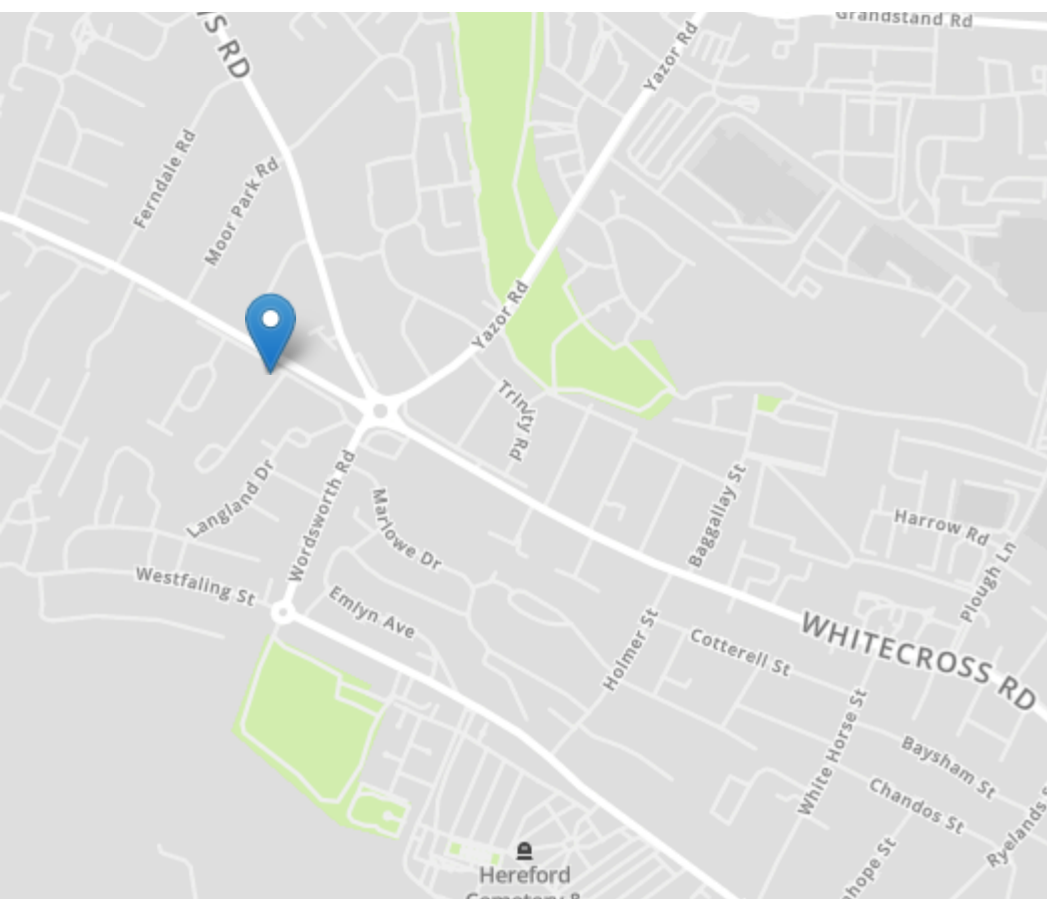 Grandstand Rd
RD
Yazor Rd
Ferndale Rd
Moor Park Rd
Yazor Rd
Trinity Rd
Langland Dr
Wordsworth Rd
Marlowe Dr
Baggallay St
Harrow Rd
Plough Ln
Westfaling St
Emlyn Ave
Holmer St
Cotterell St
WHITECROSS RD
White Horse St
Baysham St
Chandos St
Ryelands
Hereford
Cemetery &